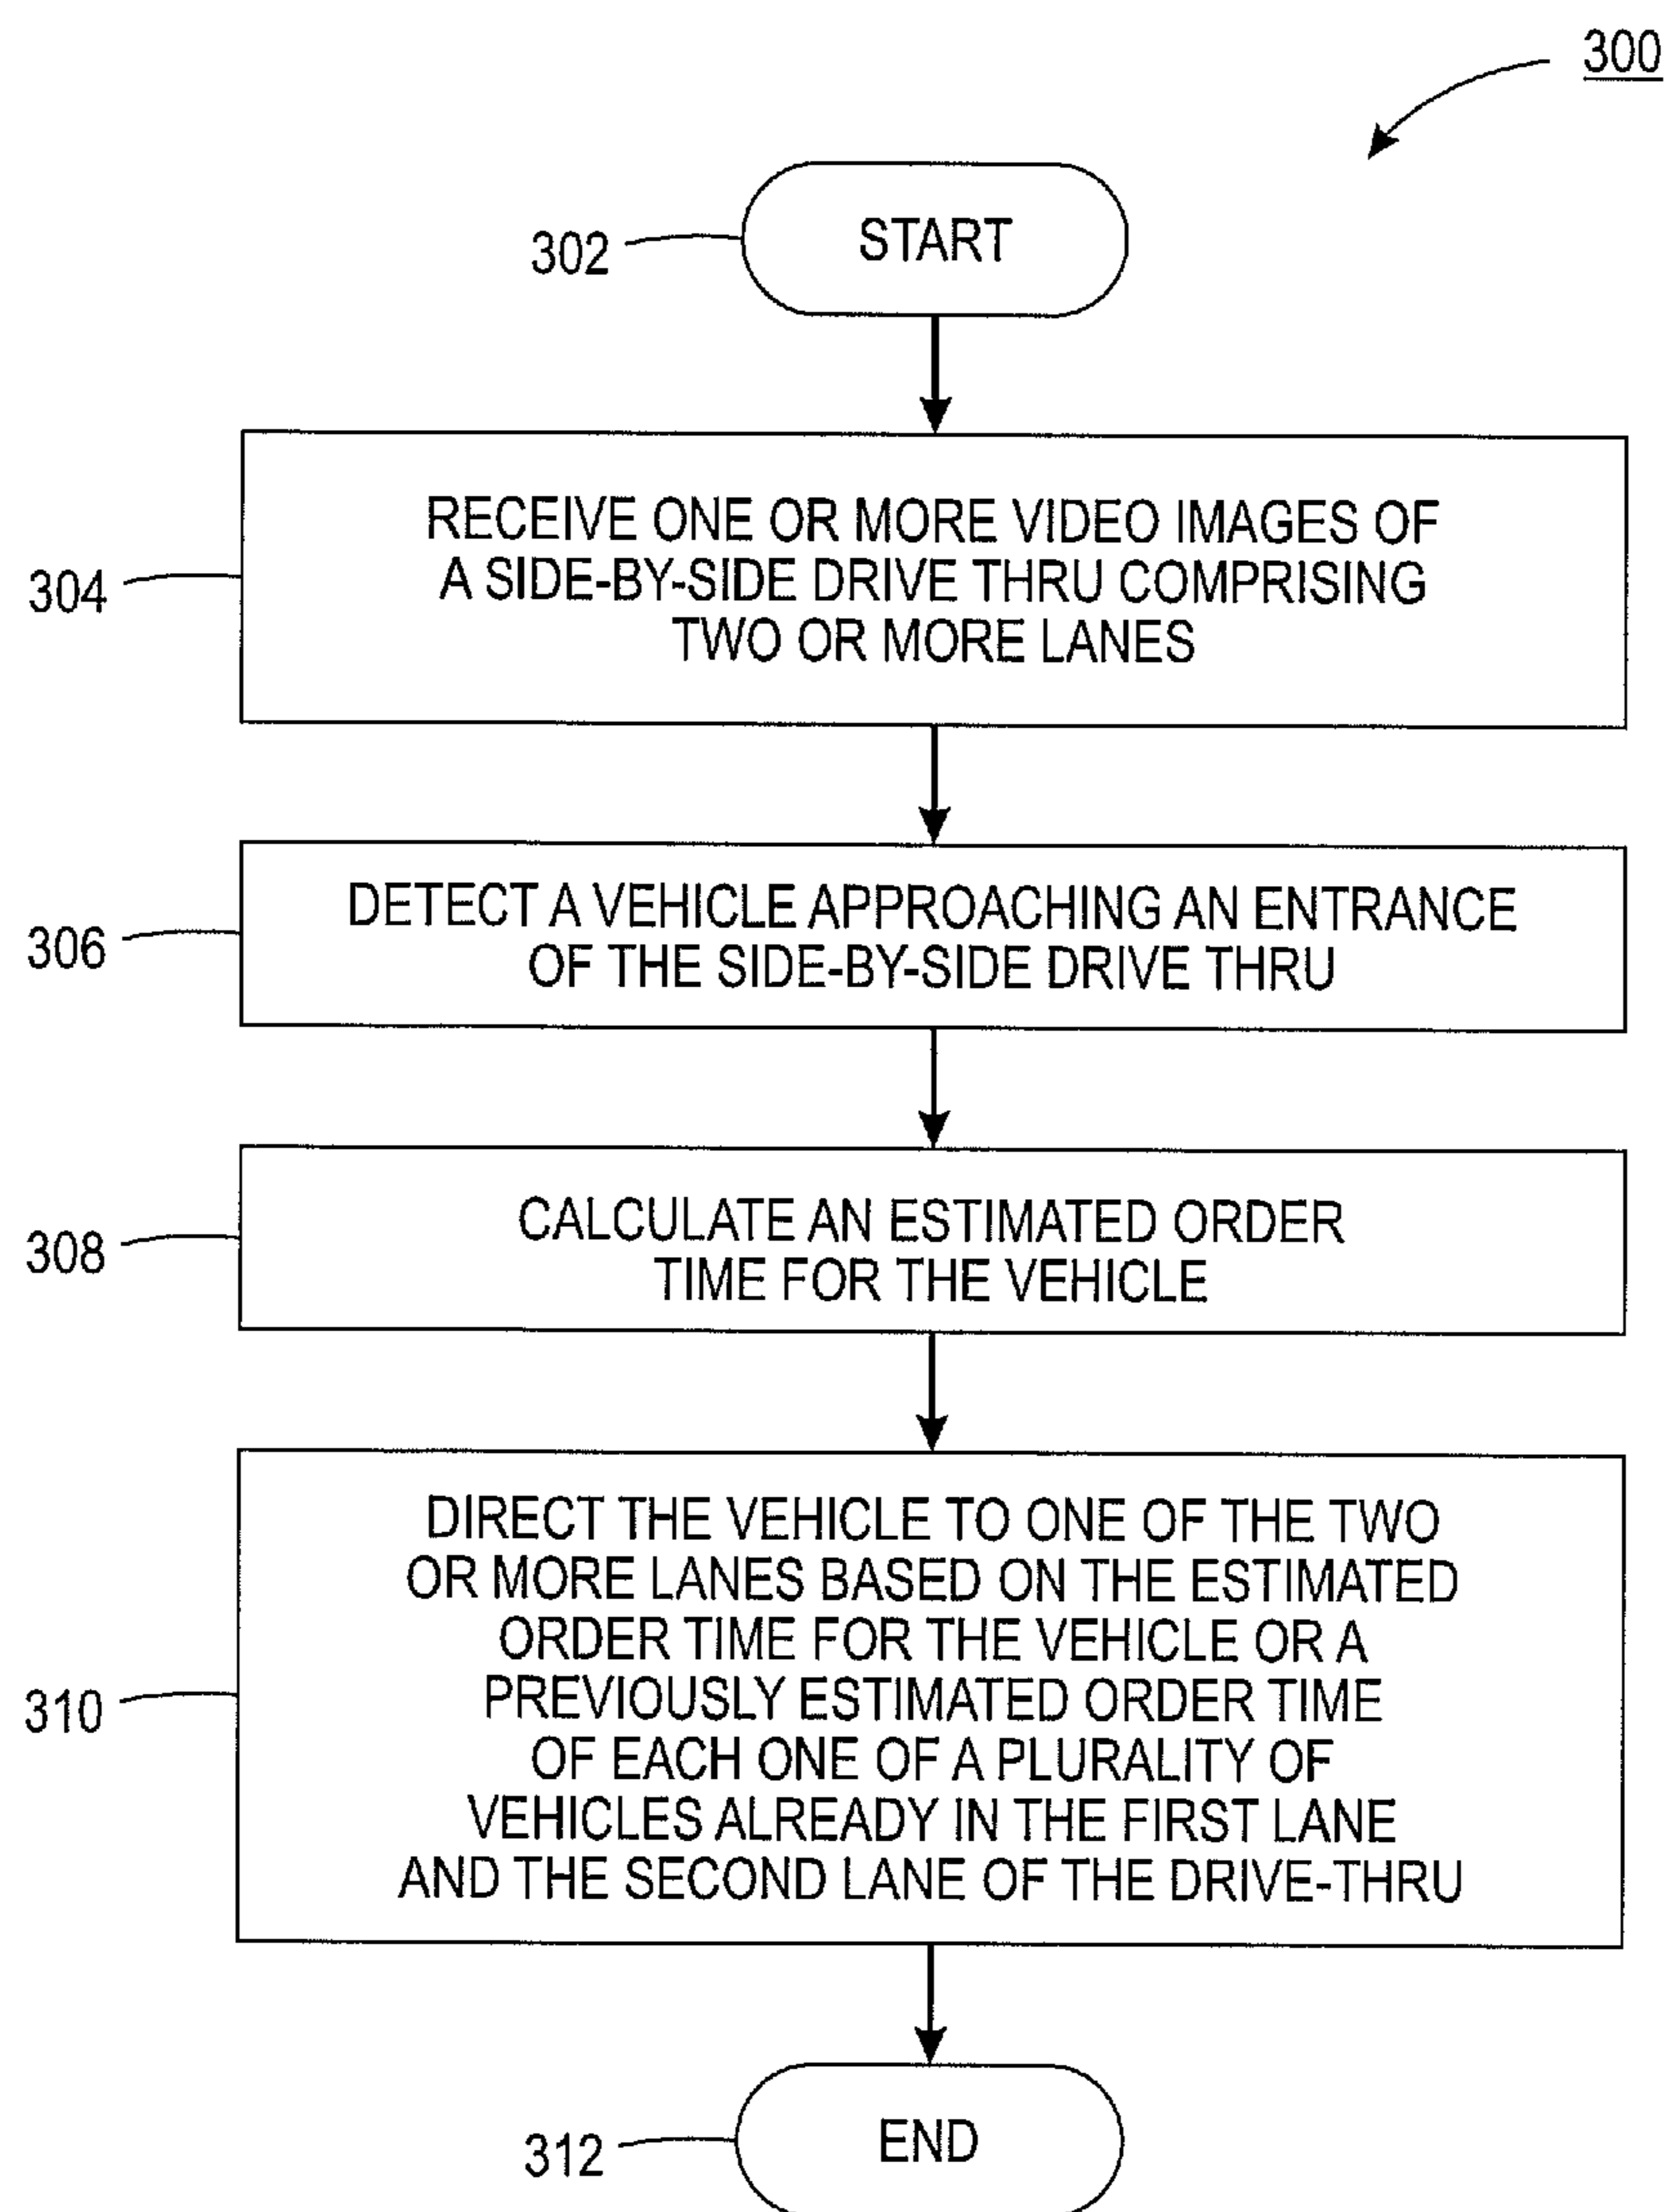 300
302
START
304
RECEIVE ONE OR MORE VIDEO IMAGES OF
A SIDE-BY-SIDE DRIVE THRU COMPRISING
TWO OR MORE LANES
306
DETECT A VEHICLE APPROACHING AN ENTRANCE
OF THE SIDE-BY-SIDE DRIVE THRU
308
CALCULATE AN ESTIMATED ORDER
TIME FOR THE VEHICLE
310
DIRECT THE VEHICLE TO ONE OF THE TWO
OR MORE LANES BASED ON THE ESTIMATED
ORDER TIME FOR THE VEHICLE OR A
PREVIOUSLY ESTIMATED ORDER TIME
OF EACH ONE OF A PLURALITY OF
VEHICLES ALREADY IN THE FIRST LANE
AND THE SECOND LANE OF THE DRIVE-THRU
312
END